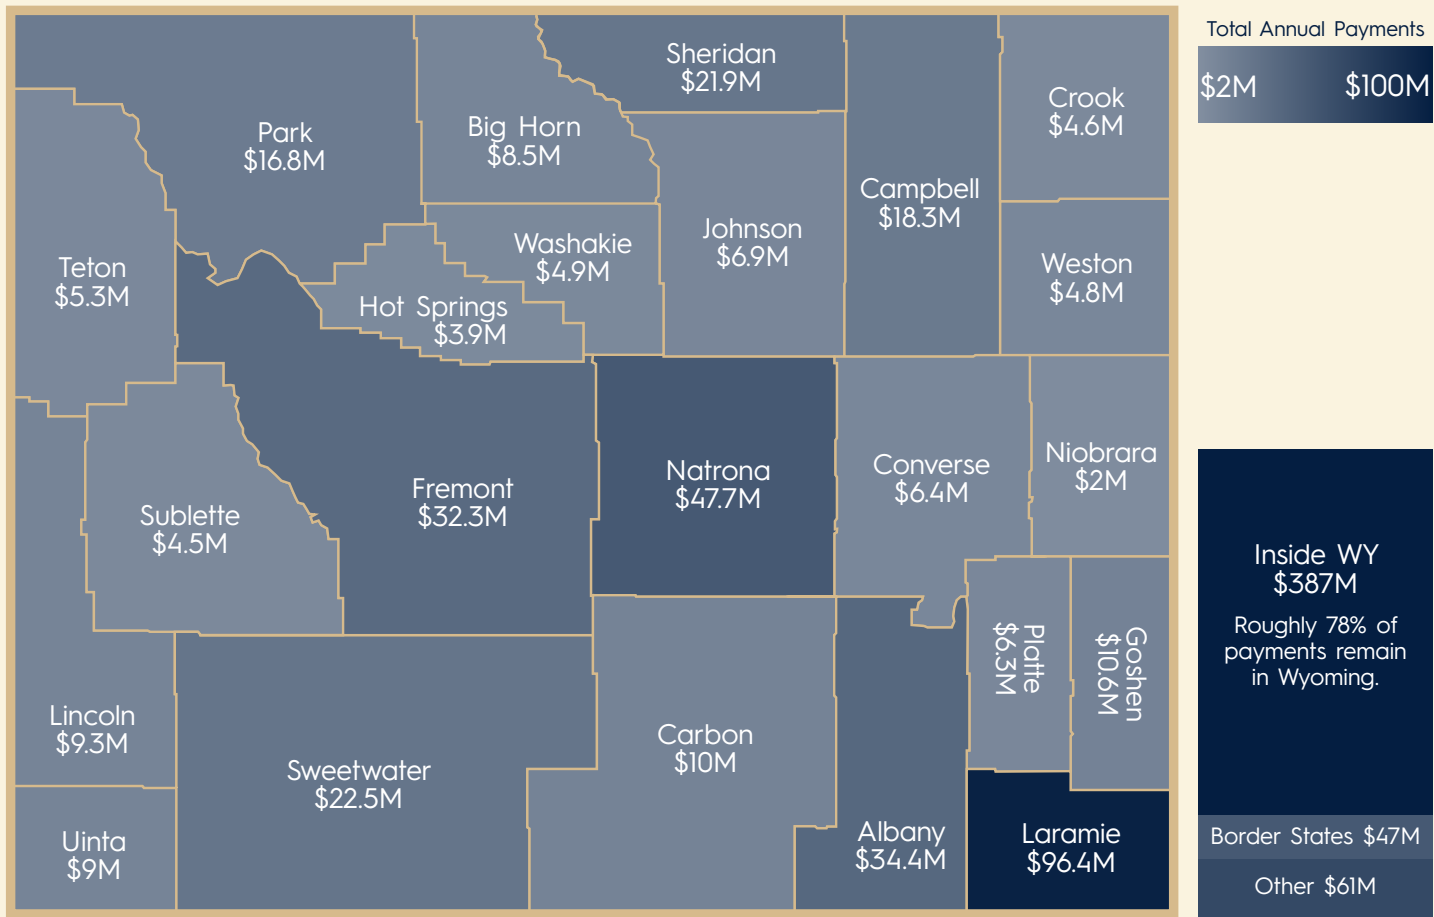 Total Annual Payments
$2M
$100M
Sheridan
$21.9M
Crook
$4.6M
Park
$16.8M
Big Horn
$8.5M
Campbell
$18.3M
Johnson
$6.9M
Washakie
$4.9M
Teton
$5.3M
Weston
$4.8M
Hot Springs
$3.9M
Fremont
$32.3M
Natrona
$47.7M
Converse
$6.4M
Niobrara
$2M
Sublette
$4.5M
Platte
$6.3M
Goshen
$10.6M
Lincoln
$9.3M
Sweetwater
$22.5M
Carbon
$10M
Uinta
$9M
Albany
$34.4M
Laramie
$96.4M
Inside WY
$387M
Roughly 78% of
payments remain
in Wyoming.
Border States $47M
Other $61M